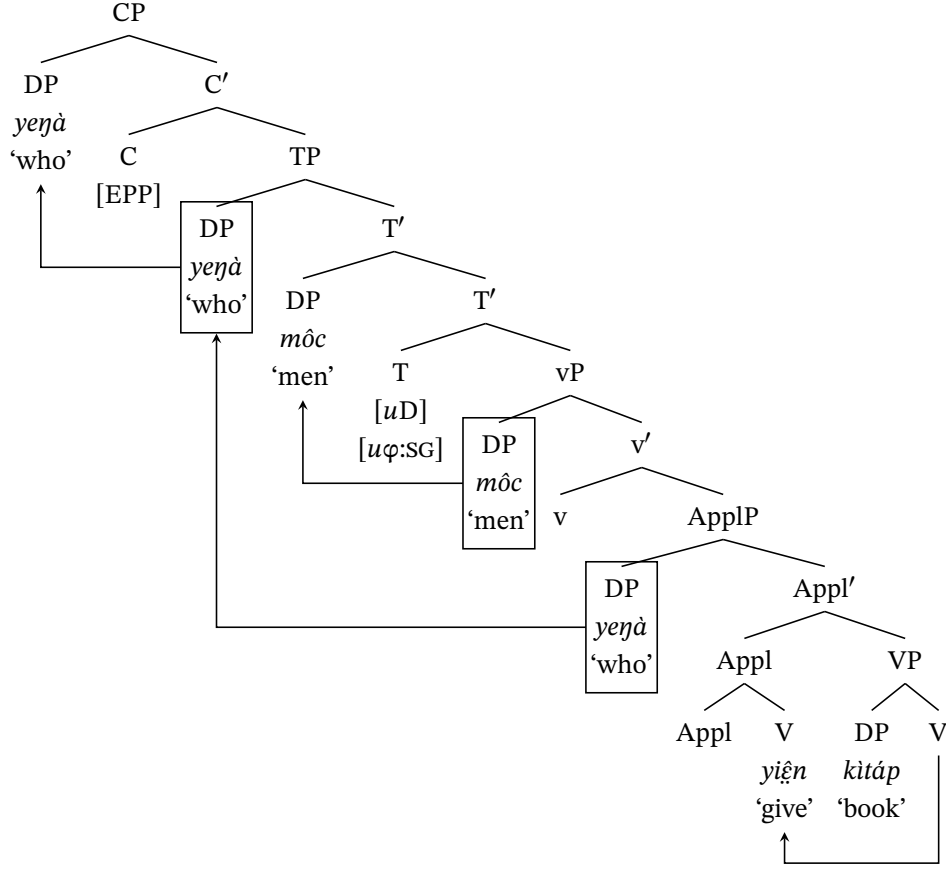 CP
DP C′
yeŋà
‘who’ C TP
[EPP]
DP T′
yeŋà
‘who’ DP T′
môc
‘men’ T vP
[uD]
[uφ:SG] DP v′
môc
‘men’ v ApplP
DP Appl′
yeŋà
‘who’ Appl VP
Appl V DP V
yiɛ̤̂n kìtáp
‘give’ ‘book’